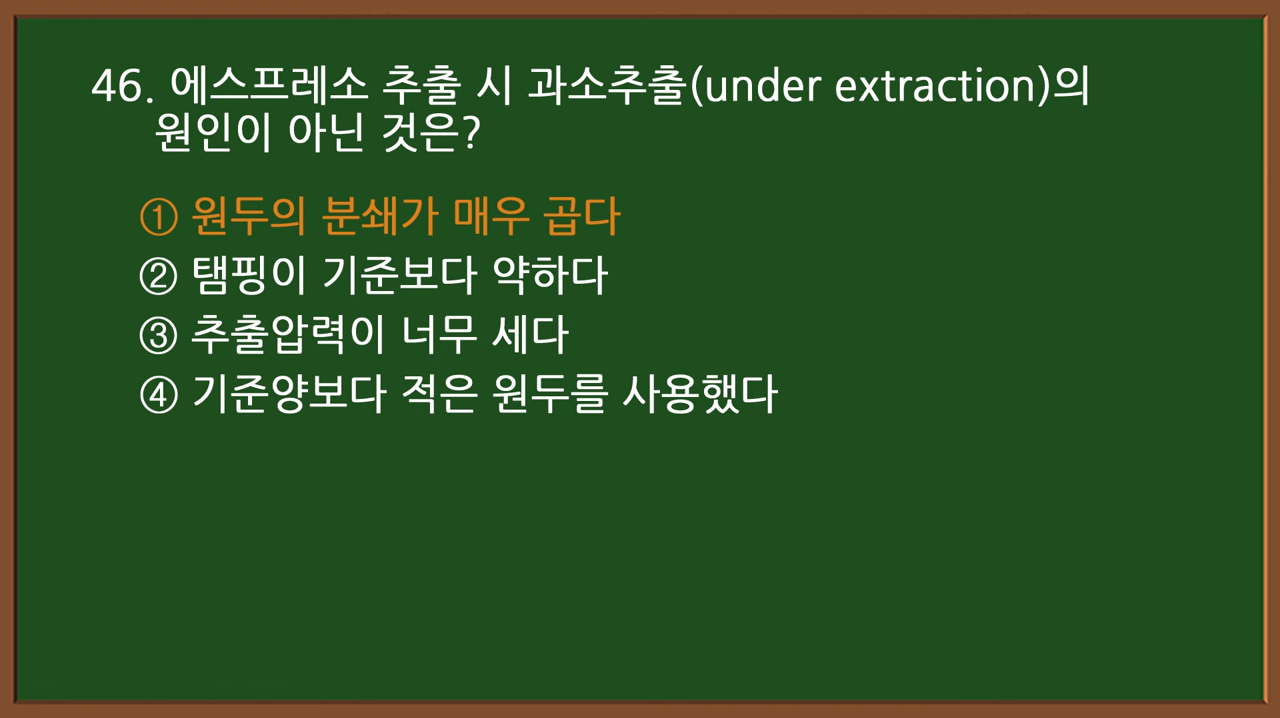 46. 에스프레소 추출 시 과소추출(under extraction)의
원인이 아닌 것은?
① 원두의 분쇄가 매우 곱다
② 탬핑이 기준보다 약하다
③ 추출압력이 너무 세다
④ 기준양보다 적은 원두를 사용했다